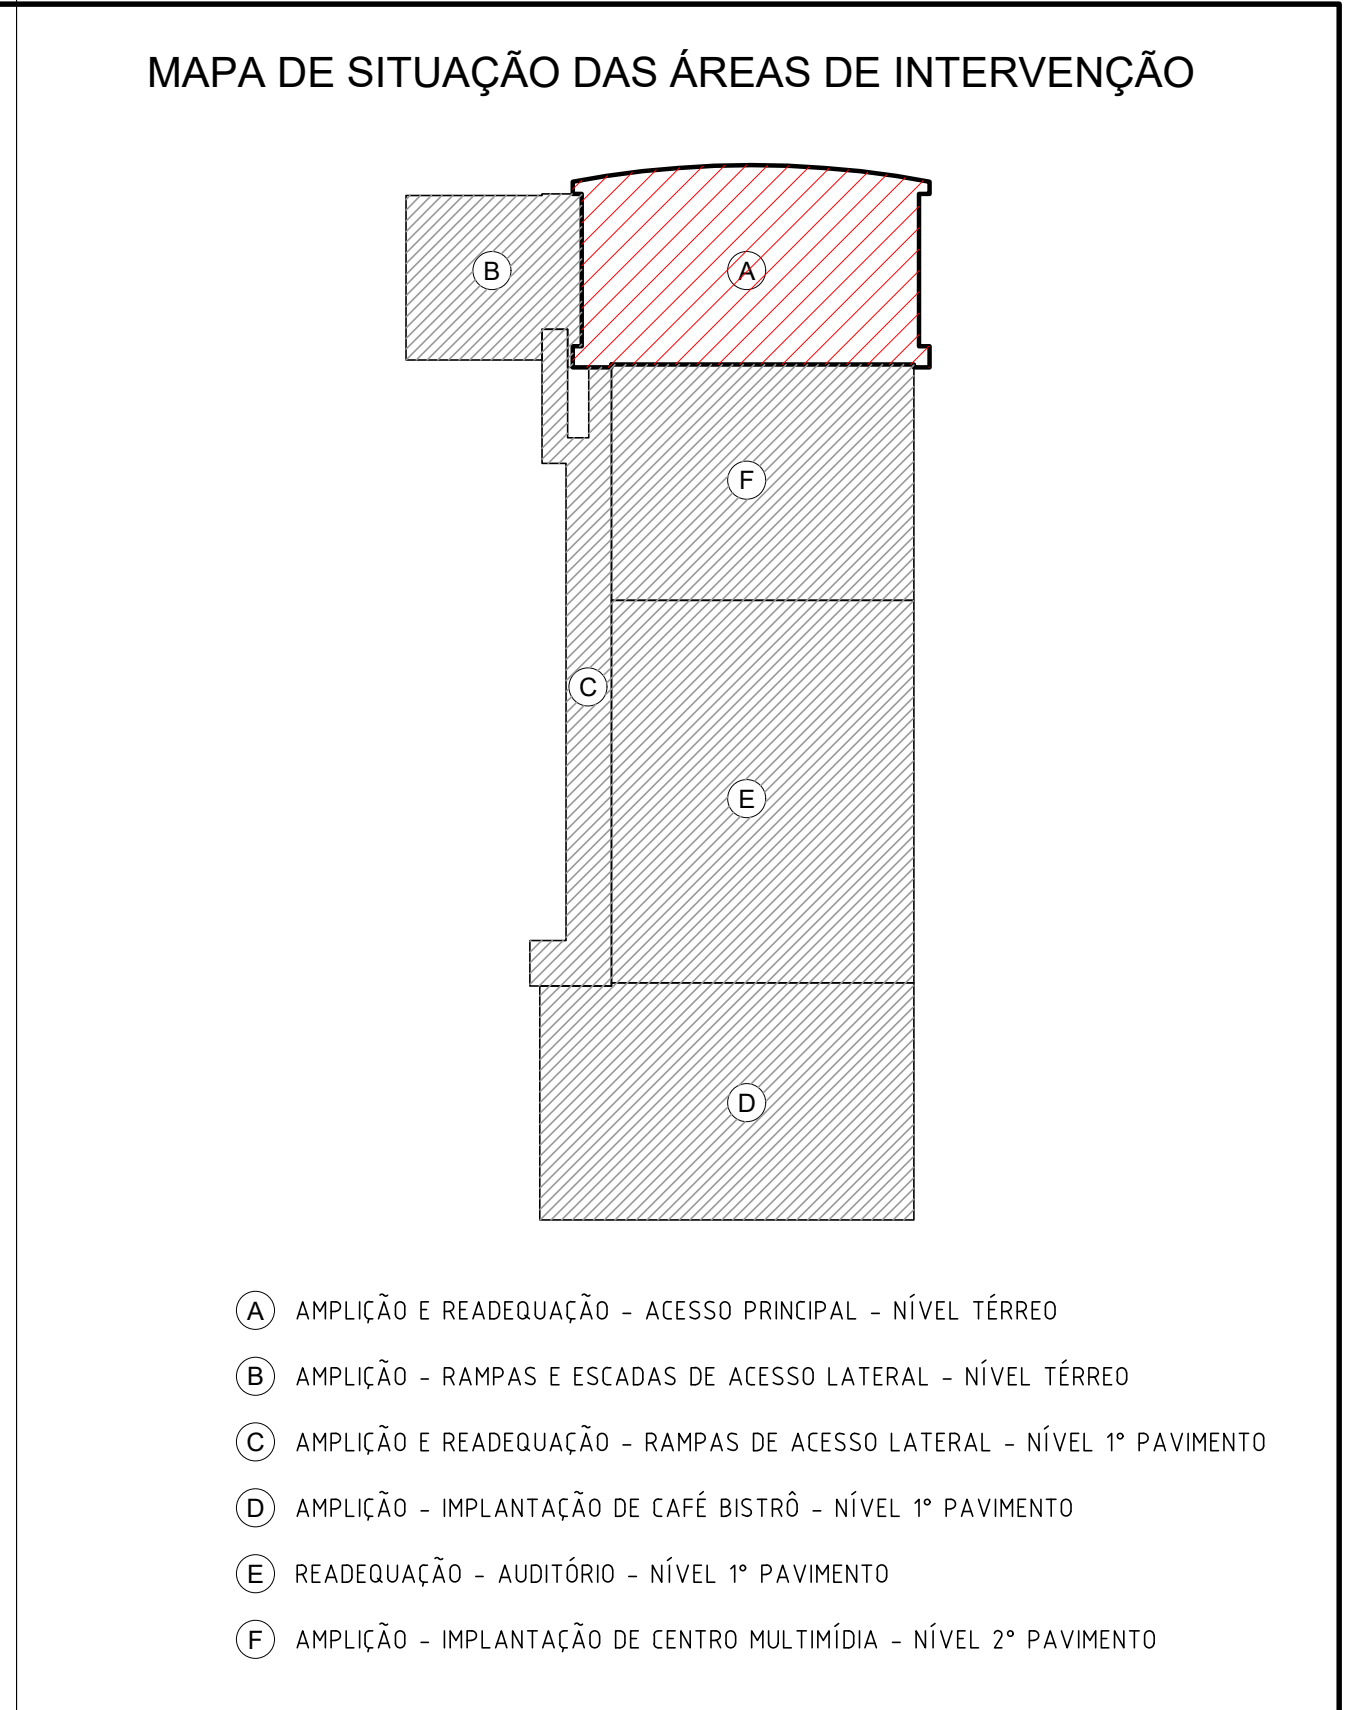 MAPA DE SITUAÇÃO DAS ÁREAS DE INTERVENÇÃO
B
A
F
C
E
D
A AMPLIÇÃO E READEQUAÇÃO - ACESSO PRINCIPAL - NÍVEL TÉRREO
B AMPLIÇÃO - RAMPAS E ESCADAS DE ACESSO LATERAL - NÍVEL TÉRREO
C AMPLIÇÃO E READEQUAÇÃO - RAMPAS DE ACESSO LATERAL - NÍVEL 1° PAVIMENTO
D AMPLIÇÃO - IMPLANTAÇÃO DE CAFÉ BISTRÔ - NÍVEL 1° PAVIMENTO
E READEQUAÇÃO - AUDITÓRIO - NÍVEL 1° PAVIMENTO
F AMPLIÇÃO - IMPLANTAÇÃO DE CENTRO MULTIMÍDIA - NÍVEL 2° PAVIMENTO